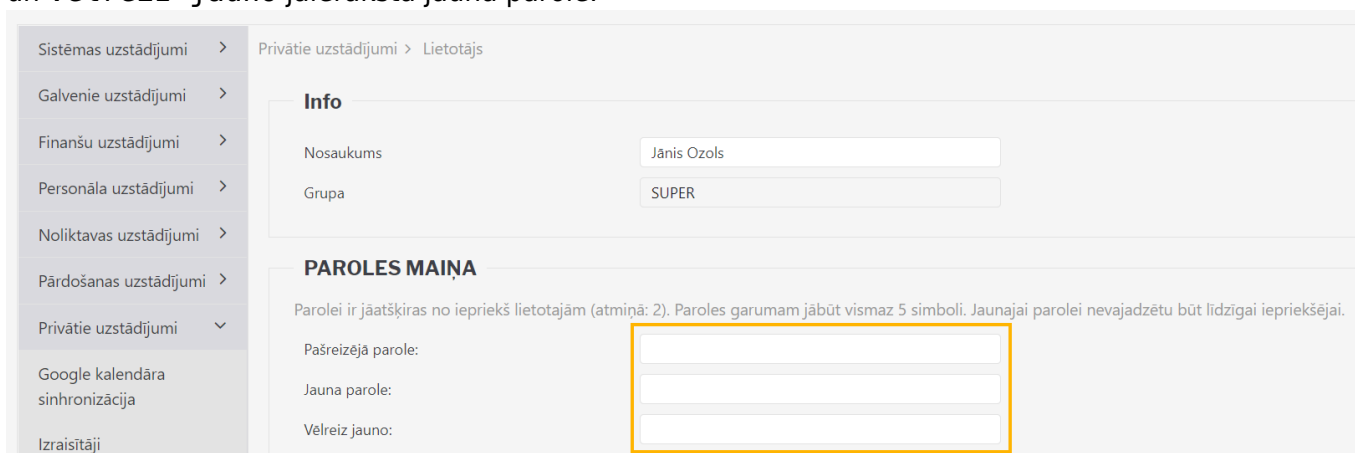 Sistēmas uzstādījumi
Galvenie uzstādījumi
Finanšu uzstādījumi
Personāla uzstādījumi
Noliktavas uzstādījumi
Pārdošanas uzstādījumi
Privātie uzstādījumi
Google kalendāra
sinhronizācija
Izraisītāji
Privātie uzstādījumi > Lietotājs
Info
Nosaukums Jānis Ozols
Grupa SUPER
PAROLES MAIŅA
Parolei ir jāatšķiras no iepriekš lietotajām (atmiņā: 2). Paroles garumam jābūt vismaz 5 simboli. Jaunajai parolei nevajadzētu būt līdzīgai iepriekšējai.
Pašreizējā parole:
Jauna parole:
Vēlreiz jauno: